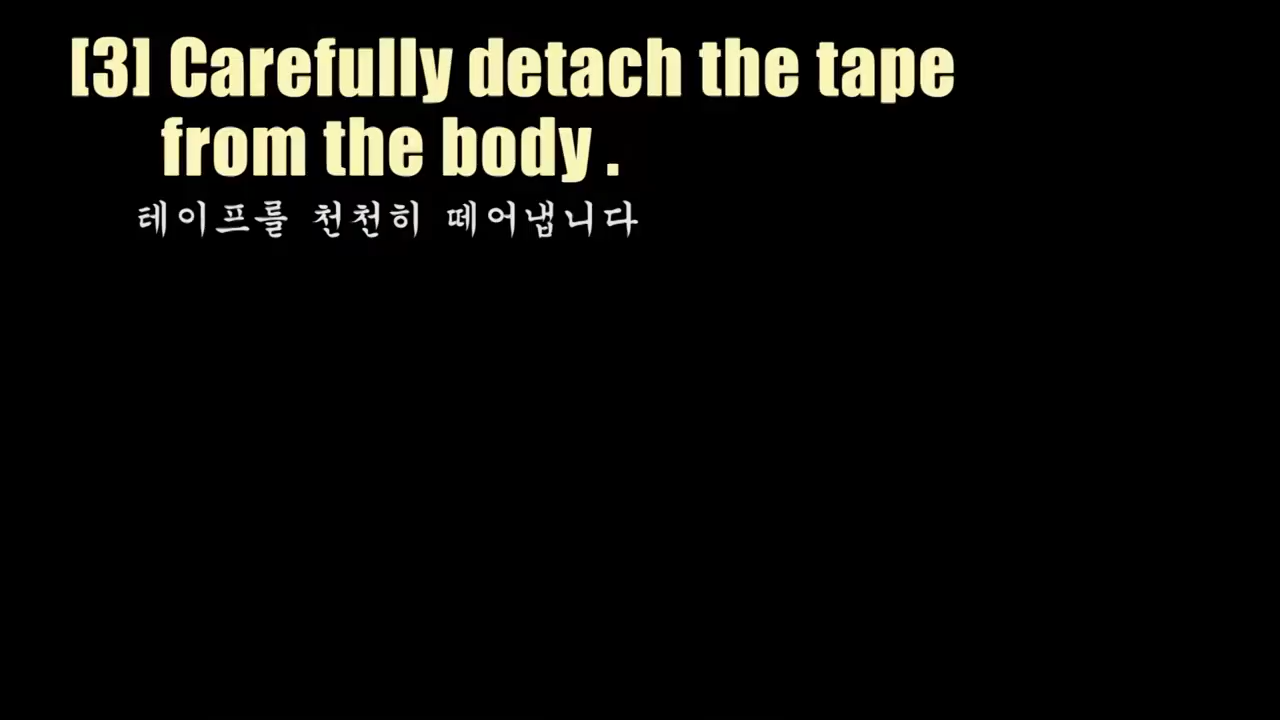 [3] Carefully detach the tape
from the body .
테이프를 천천히 떼어냅니다